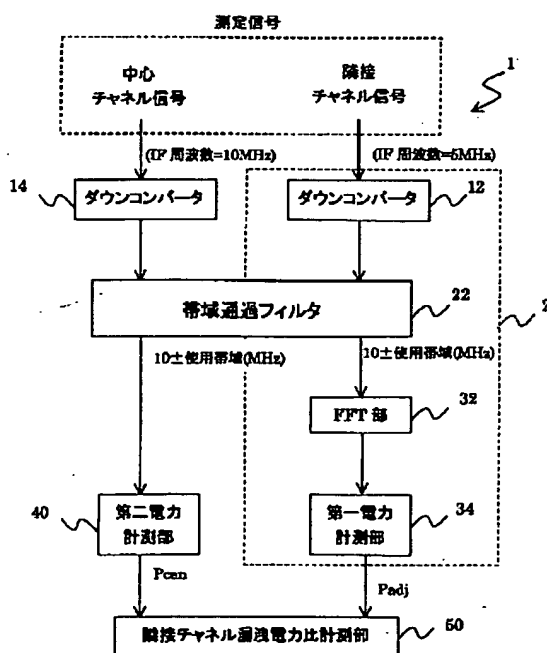 測定信号
中心
チャネル信号
隣接
チャネル信号
1
(IF 周波数=10MHz)
(IF 周波数=5MHz)
14
ダウンコンバータ
ダウンコンバータ
12
帯域通過フィルタ
22
2
10±使用帯域(MHz)
10±使用帯域(MHz)
FFT 部
32
40
第二電力
計測部
第一電力
計測部
34
Pcen
Padj
隣接チャネル漏洩電力比計測部
50